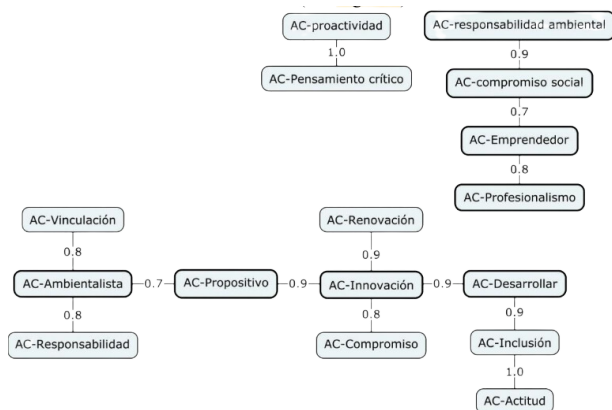 AC-proactividad
1.0
AC-Pensamiento crítico
AC-responsabilidad ambiental
0.9
AC-compromiso social
0.7
AC-Emprendedor
0.8
AC-Profesionalismo
AC-Vinculación
0.8
AC-Renovación
0.9
AC-Ambientalista 0.7 AC-Propositivo 0.9 AC-Innovación 0.9 AC-Desarrollar
0.8
AC-Responsabilidad
0.8
AC-Compromiso
0.9
AC-Inclusión
1.0
AC-Actitud